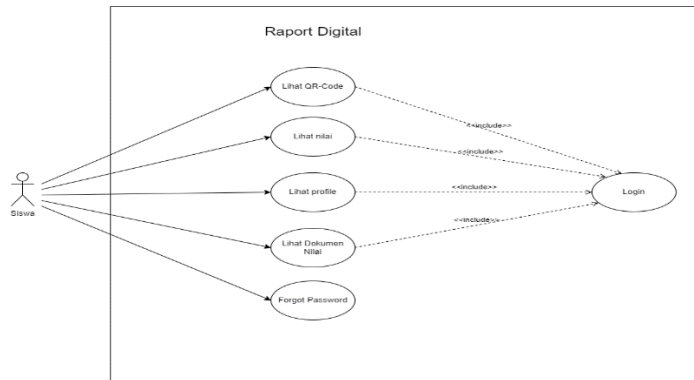 Raport Digital
Lihat QR-Code
<<include>>
Lihat nilai
<<include>>
Siswa
Lihat profile
<<include>>
Login
<<include>>
Lihat Dokumen
Nilai
Forgot Password